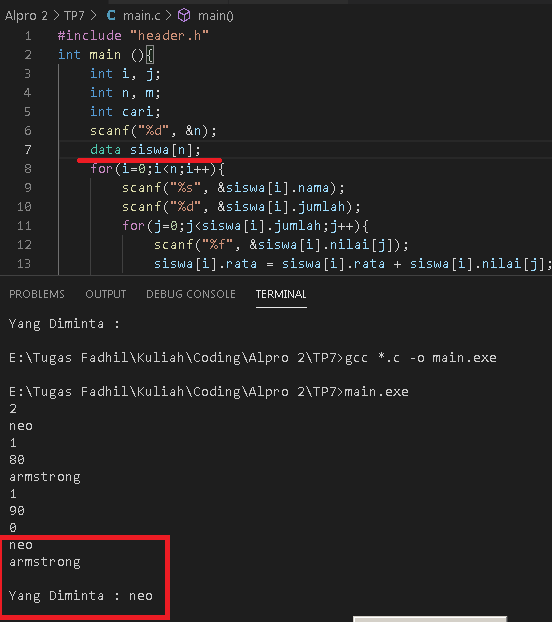 Alpro 2 > TP7 > C main.c > main()
1 #include "header.h"
2 int main (){
3 int i, j;
4 int n, m;
5 int cari;
6 scanf("%d", &n);
7 data siswa[n];
8 for(i=0;i<n;i++){
9 scanf("%s", &siswa[i].nama);
10 scanf("%d", &siswa[i].jumlah);
11 for(j=0;j<siswa[i].jumlah;j++){
12 scanf("%f", &siswa[i].nilai[j]);
13 siswa[i].rata = siswa[i].rata + siswa[i].nilai[j];
PROBLEMS OUTPUT DEBUG CONSOLE TERMINAL
Yang Diminta :
E:\Tugas Fadhil\Kuliah\Coding\Alpro 2\TP7>gcc *.c -o main.exe
E:\Tugas Fadhil\Kuliah\Coding\Alpro 2\TP7>main.exe
2
neo
1
80
armstrong
1
90
0
neo
armstrong
Yang Diminta : neo